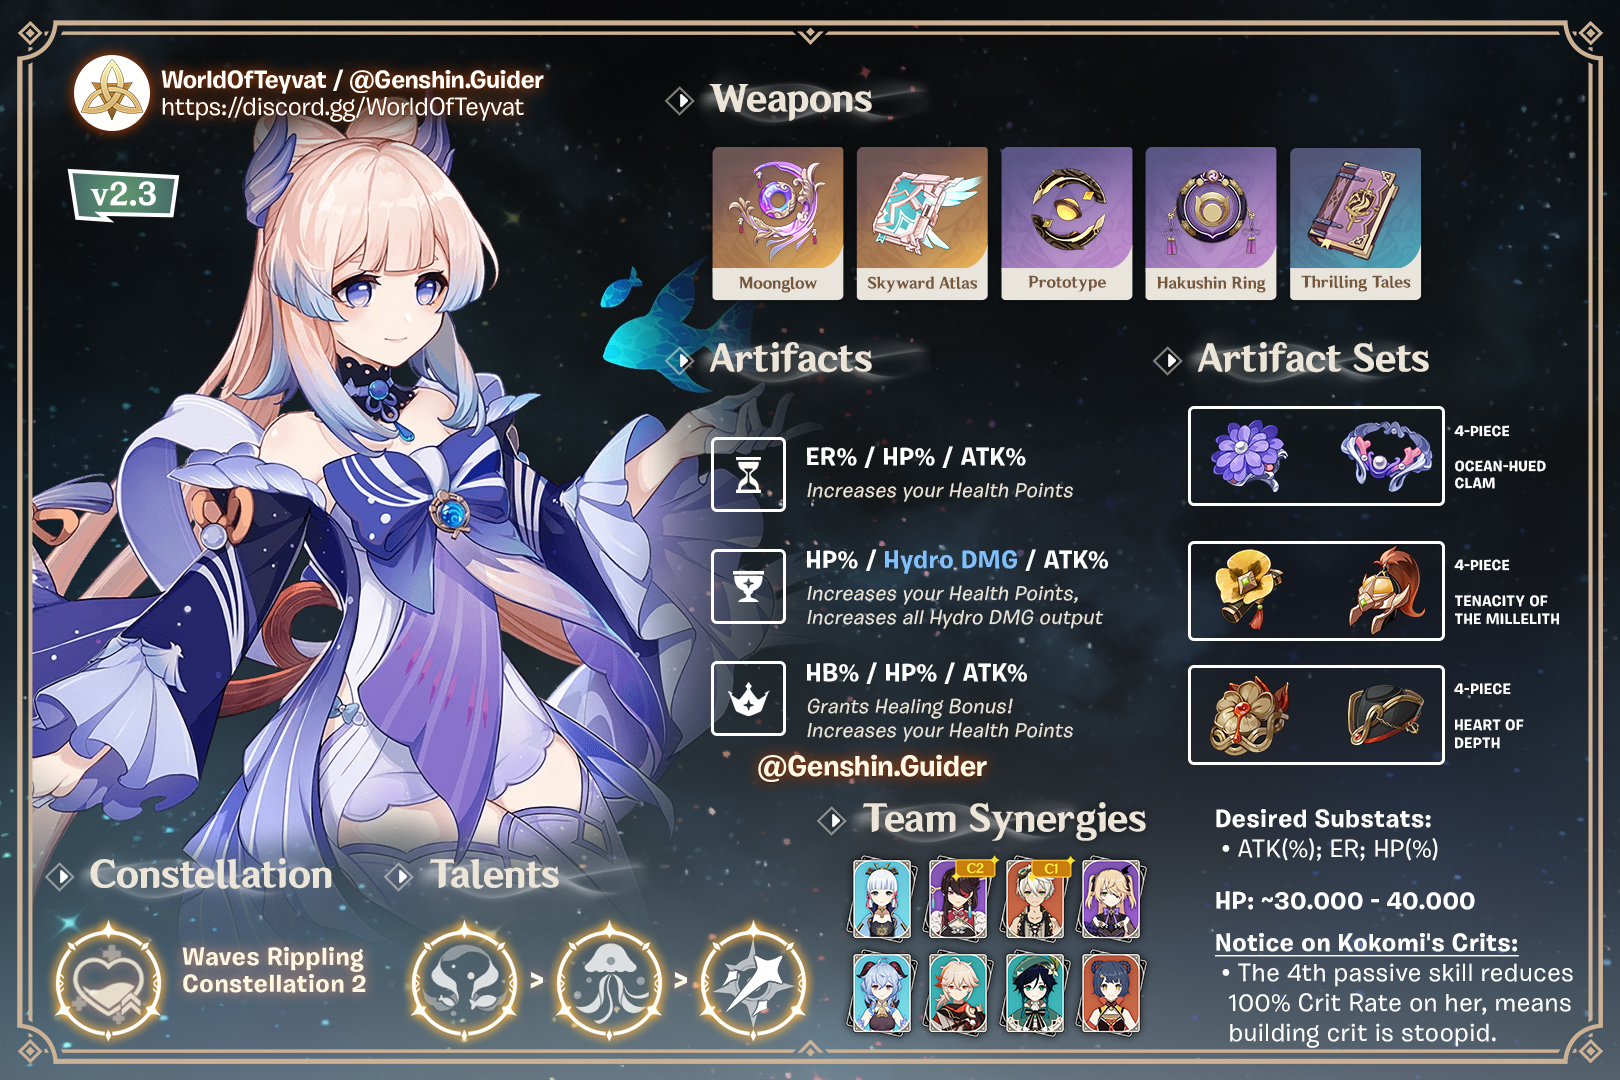 WorldOfTeyvat / @Genshin.Guider
https://discord.gg/WorldOfTeyvat
v2.3
Weapons
Moonglow
Skyward Atlas
Prototype
Hakushin Ring
Thrilling Tales
Artifacts
ER% / HP% / ATK%
Increases your Health Points
HP% / Hydro DMG / ATK%
Increases your Health Points,
Increases all Hydro DMG output
HB% / HP% / ATK%
Grants Healing Bonus!
Increases your Health Points
@Genshin.Guider
Artifact Sets
4-PIECE
OCEAN-HUED
CLAM
4-PIECE
TENACITY OF
THE MILLELITH
4-PIECE
HEART OF
DEPTH
Constellation
Waves Rippling
Constellation 2
Talents
>
>
Team Synergies
C2
C1
Desired Substats:
• ATK(%); ER; HP(%)
HP: ~30.000 - 40.000
Notice on Kokomi's Crits:
• The 4th passive skill reduces
100% Crit Rate on her, means
building crit is stoopid.